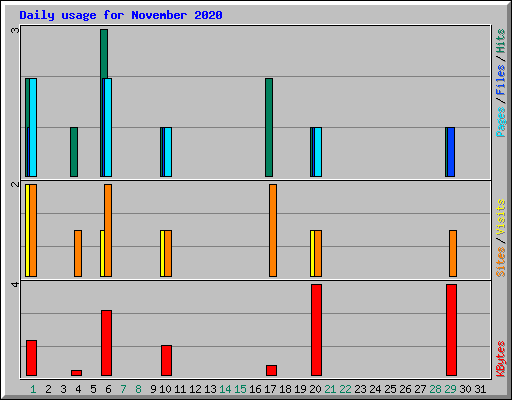 Daily usage for November 2020
3
2
4
Pages / Files / Hits
Sites / Visits
KBytes
1 2 3 4 5 6 7 8 9 10 11 12 13 14 15 16 17 18 19 20 21 22 23 24 25 26 27 28 29 30 31